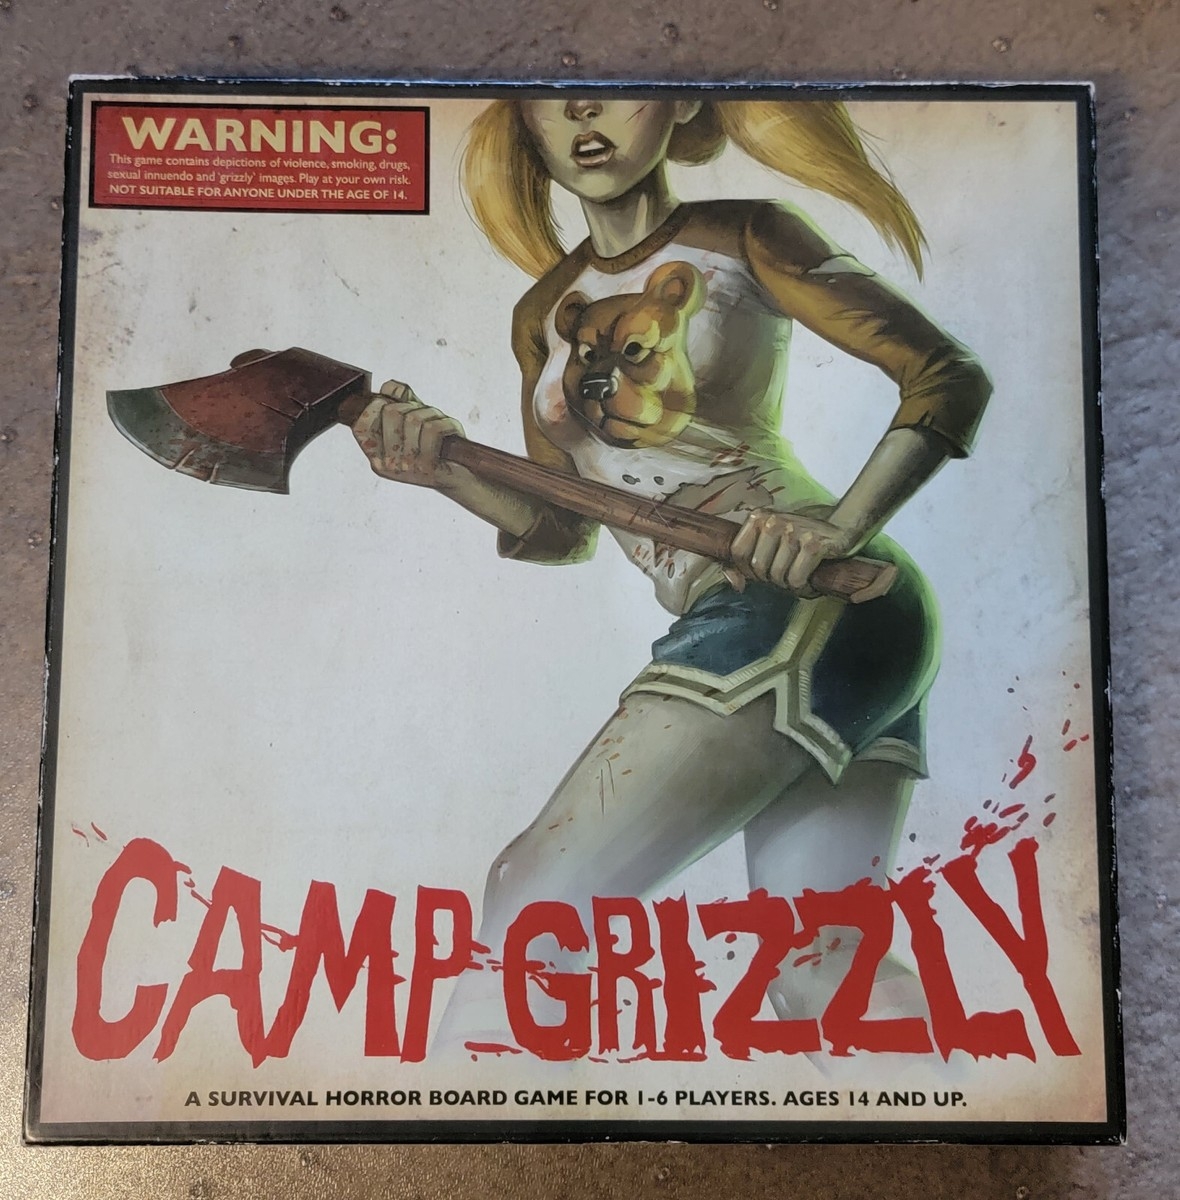 WARNING:
This game contains depictions of violence, smoking, drugs,
sexual innuendo and 'grizzly' images. Play at your own risk.
NOT SUITABLE FOR ANYONE UNDER THE AGE OF 14.
CAMP GRIZZLY
A SURVIVAL HORROR BOARD GAME FOR 1-6 PLAYERS. AGES 14 AND UP.